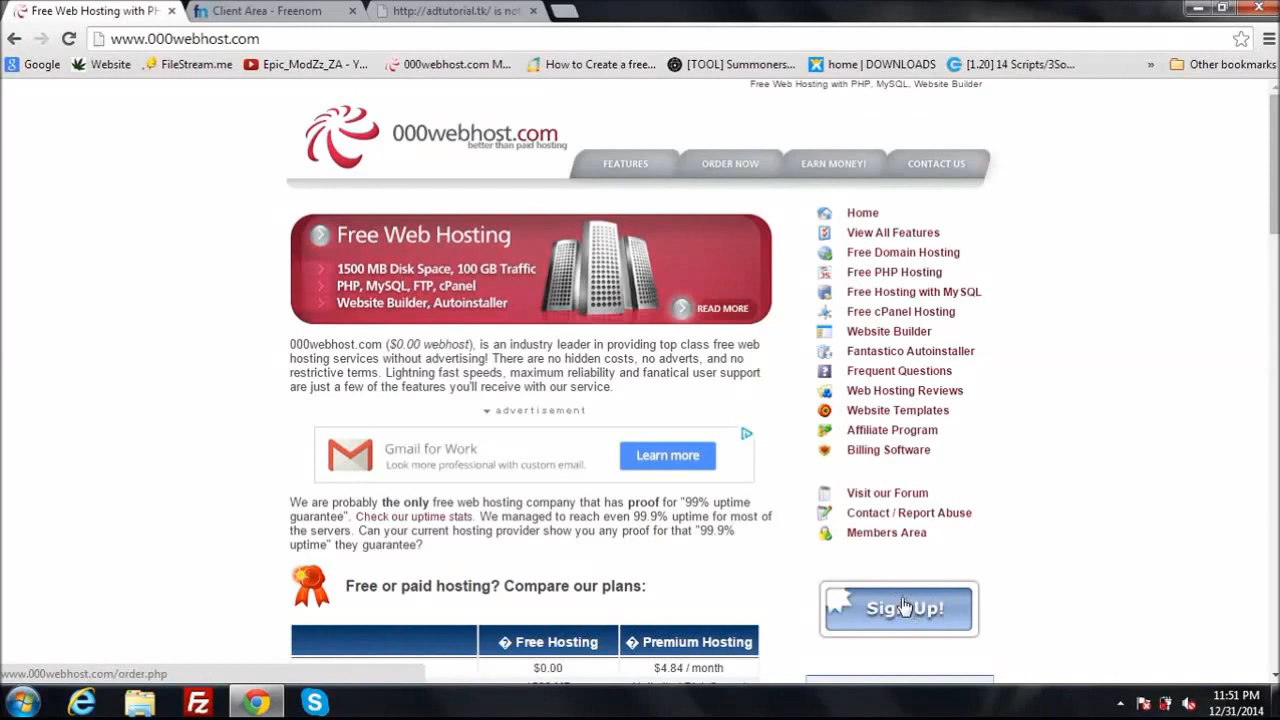 Free Web Hosting with PH
Client Area - Freenom
http://adtutorial.tk/ is not
www.000webhost.com
Google
Website
FileStream.me
Epic_ModZz_ZA - Y...
000webhost.com M...
How to Create a free...
[TOOL] Summoners...
home | DOWNLOADS
[1.20] 14 Scripts/3So...
»
Other bookmarks
Free Web Hosting with PHP, MySQL, Website Builder
000webhost.com
better than paid hosting
FEATURES
ORDER NOW
EARN MONEY!
CONTACT US
Free Web Hosting
1500 MB Disk Space, 100 GB Traffic
PHP, MySQL, FTP, cPanel
Website Builder, Autoinstaller
READ MORE
000webhost.com ($0.00 webhost), is an industry leader in providing top class free web
hosting services without advertising! There are no hidden costs, no adverts, and no
restrictive terms. Lightning fast speeds, maximum reliability and fanatical user support
are just a few of the features you'll receive with our service.
advertisement
Gmail for Work
Look more professional with custom email.
Learn more
We are probably the only free web hosting company that has proof for "99% uptime
guarantee". Check our uptime stats. We managed to reach even 99.9% uptime for most of
the servers. Can your current hosting provider show you any proof for that "99.9%
uptime" they guarantee?
Free or paid hosting? Compare our plans:
� Free Hosting
� Premium Hosting
$0.00
$4.84 / month
Home
View All Features
Free Domain Hosting
Free PHP Hosting
Free Hosting with MySQL
Free cPanel Hosting
Website Builder
Fantastico Autoinstaller
Frequent Questions
Web Hosting Reviews
Website Templates
Affiliate Program
Billing Software
Visit our Forum
Contact / Report Abuse
Members Area
Sign Up!
www.000webhost.com/order.php
11:51 PM
12/31/2014